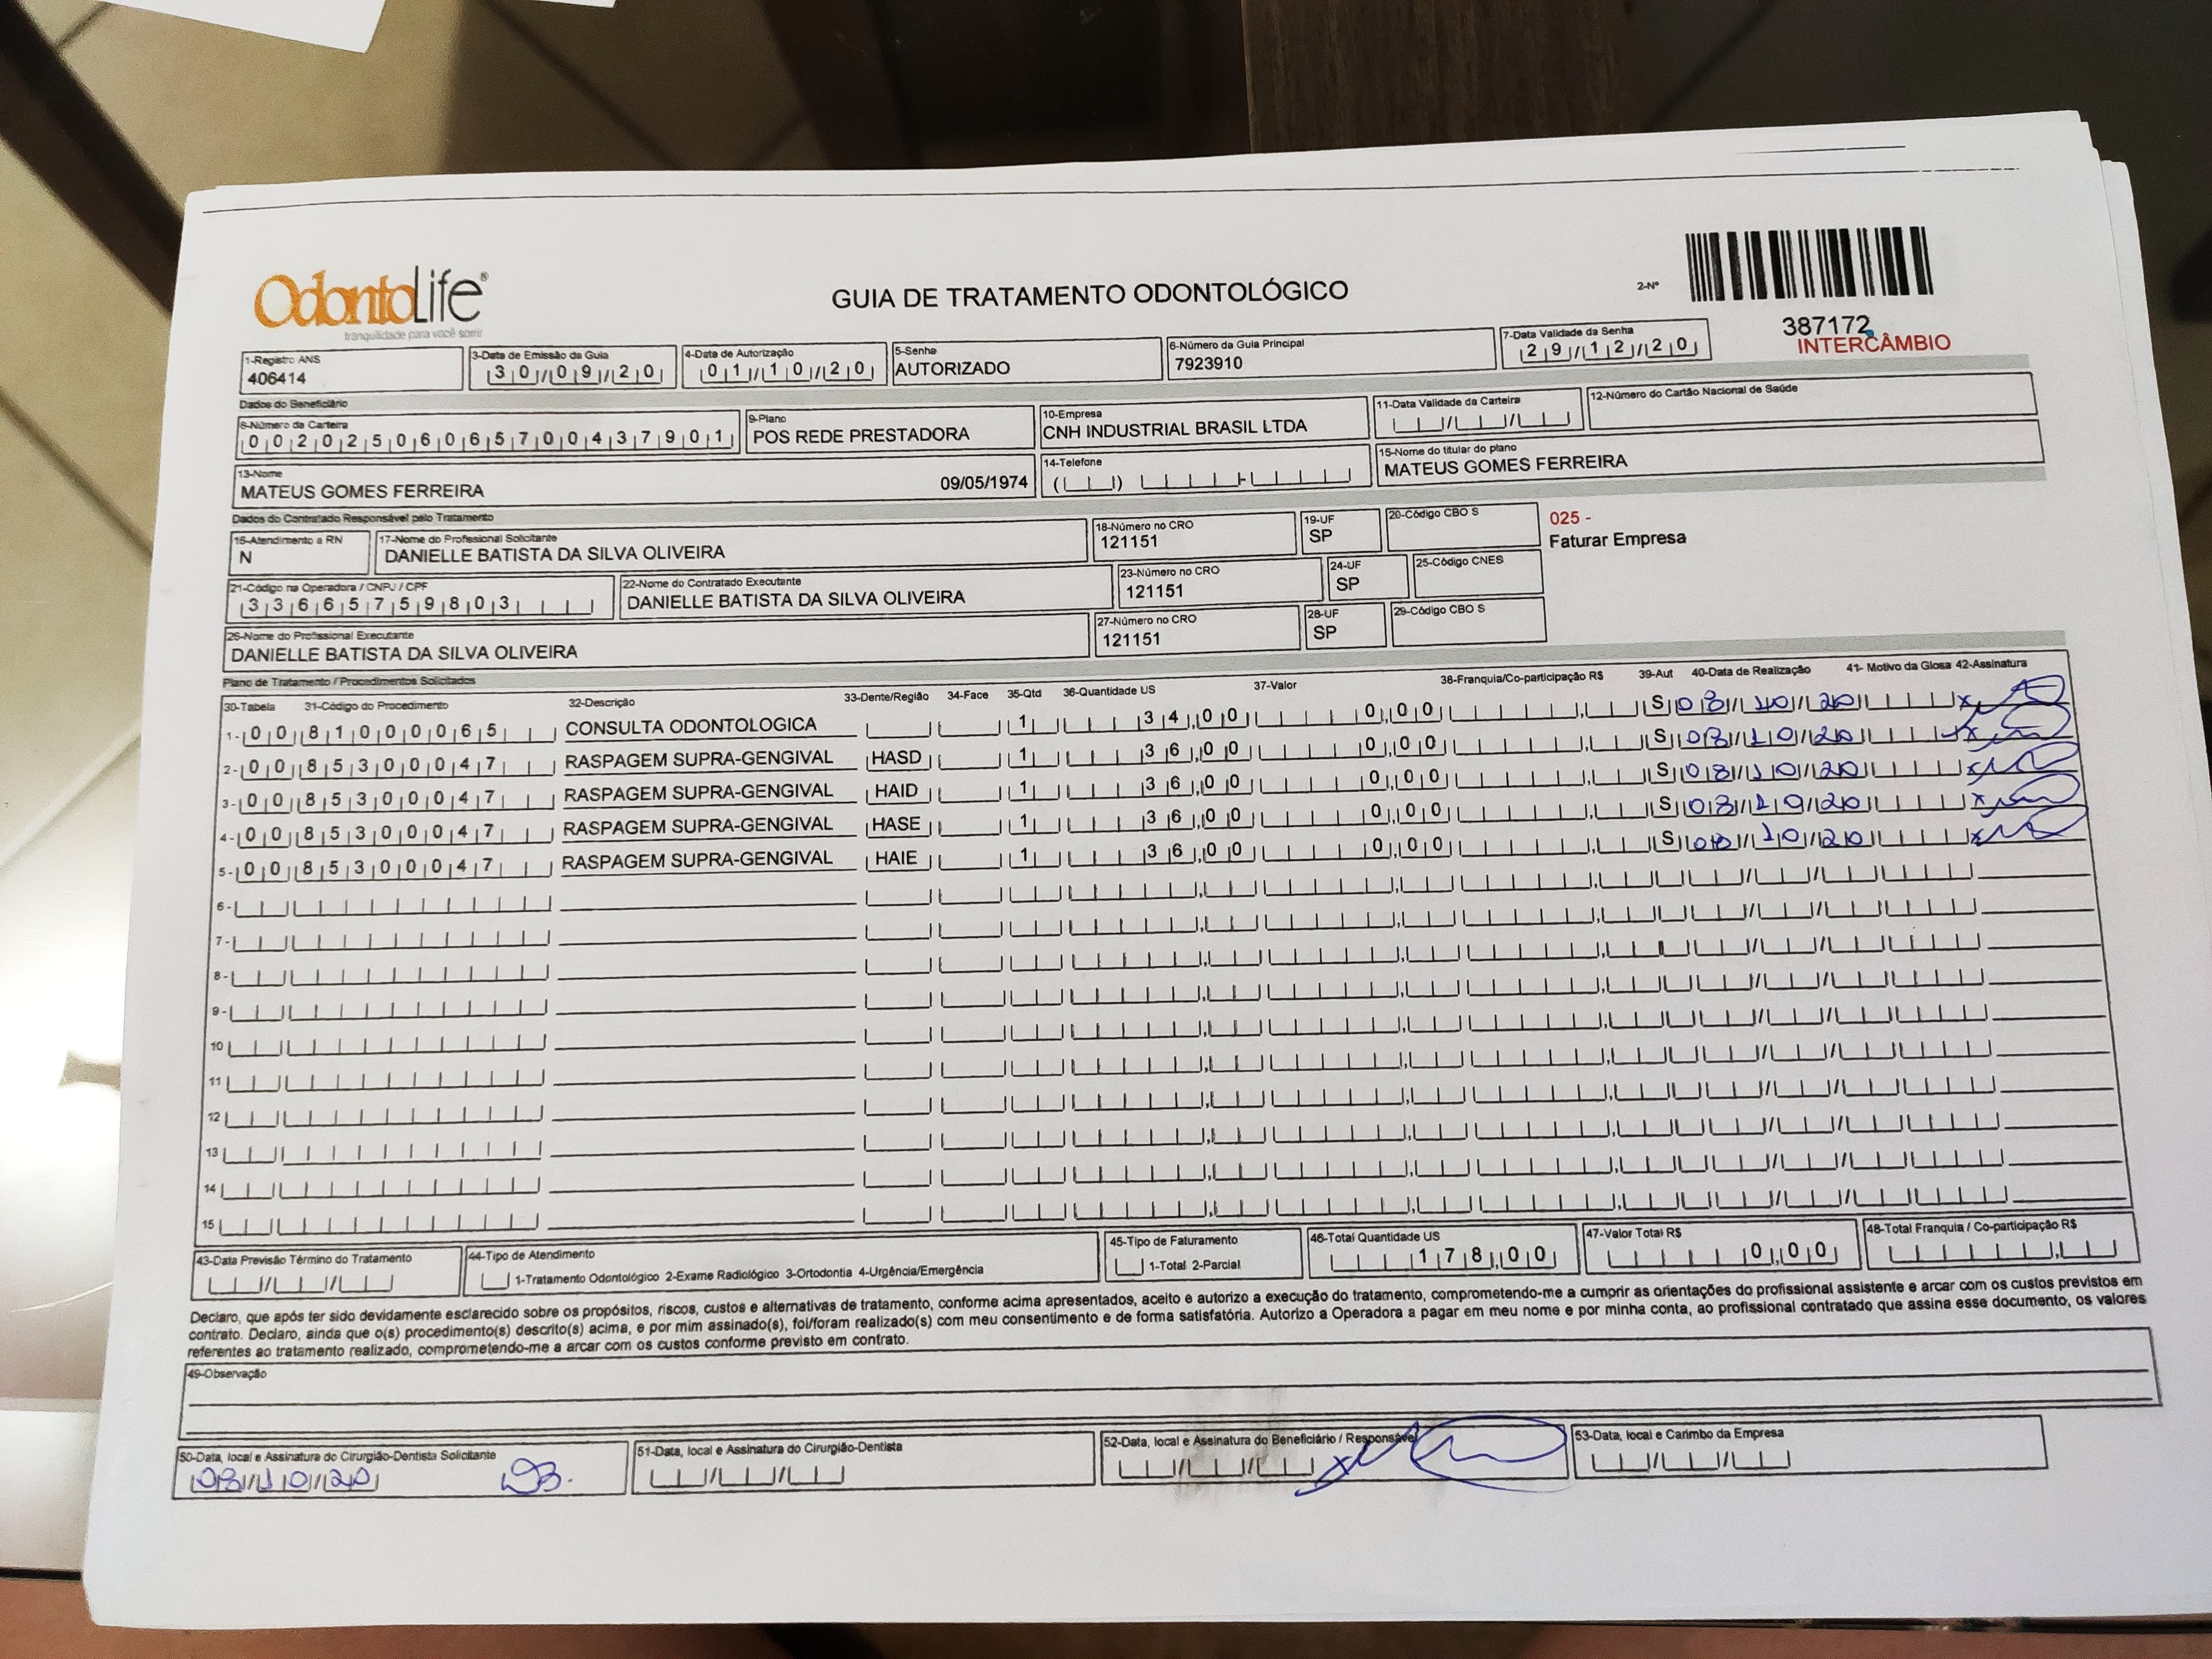 OdontoLife®
tranquilidade para você sorrir
GUIA DE TRATAMENTO ODONTOLÓGICO
2-Nº
387172
INTERCÂMBIO
1-Registro ANS
406414
3-Data de Emissão da Guia
30/09/20
4-Data de Autorização
01/10/20
5-Senha
AUTORIZADO
6-Número da Guia Principal
7923910
7-Data Validade da Senha
29/12/20
Dados do Beneficiário
8-Número da Carteira
00202506065700437901
9-Plano
POS REDE PRESTADORA
10-Empresa
CNH INDUSTRIAL BRASIL LTDA
11-Data Validade da Carteira
12-Número do Cartão Nacional de Saúde
13-Nome
MATEUS GOMES FERREIRA 09/05/1974
14-Telefone
15-Nome do titular do plano
MATEUS GOMES FERREIRA
Dados do Contratado Responsável pelo Tratamento
16-Atendimento a RN
N
17-Nome do Profissional Solicitante
DANIELLE BATISTA DA SILVA OLIVEIRA
18-Número no CRO
121151
19-UF
SP
20-Código CBO S
025 -
Faturar Empresa
21-Código na Operadora / CNPJ / CPF
33665759803
22-Nome do Contratado Executante
DANIELLE BATISTA DA SILVA OLIVEIRA
23-Número no CRO
121151
24-UF
SP
25-Código CNES
26-Nome do Profissional Executante
DANIELLE BATISTA DA SILVA OLIVEIRA
27-Número no CRO
121151
28-UF
SP
29-Código CBO S
Plano de Tratamento / Procedimentos Solicitados
30-Tabela 31-Código do Procedimento 32-Descrição 33-Dente/Região 34-Face 35-Qtd 36-Quantidade US 37-Valor 38-Franquia/Co-participação R$ 39-Aut 40-Data de Realização 41- Motivo da Glosa 42-Assinatura
1- 00 81000065 CONSULTA ODONTOLOGICA 1 34,00 0,00 S 08/10/20 x
2- 00 85300047 RASPAGEM SUPRA-GENGIVAL HASD 1 36,00 0,00 S 08/10/20 x
3- 00 85300047 RASPAGEM SUPRA-GENGIVAL HAID 1 36,00 0,00 S 08/10/20 x
4- 00 85300047 RASPAGEM SUPRA-GENGIVAL HASE 1 36,00 0,00 S 08/10/20 x
5- 00 85300047 RASPAGEM SUPRA-GENGIVAL HAIE 1 36,00 0,00 S 08/10/20 x
6-
7-
8-
9-
10
11
12
13
14
15
43-Data Previsão Término do Tratamento
44-Tipo de Atendimento
1-Tratamento Odontológico 2-Exame Radiológico 3-Ortodontia 4-Urgência/Emergência
45-Tipo de Faturamento
1-Total 2-Parcial
46-Total Quantidade US
178,00
47-Valor Total R$
0,00
48-Total Franquia / Co-participação R$
Declaro, que após ter sido devidamente esclarecido sobre os propósitos, riscos, custos e alternativas de tratamento, conforme acima apresentados, aceito e autorizo a execução do tratamento, comprometendo-me a cumprir as orientações do profissional assistente e arcar com os custos previstos em
contrato. Declaro, ainda que o(s) procedimento(s) descrito(s) acima, e por mim assinado(s), foi/foram realizado(s) com meu consentimento e de forma satisfatória. Autorizo a Operadora a pagar em meu nome e por minha conta, ao profissional contratado que assina esse documento, os valores
referentes ao tratamento realizado, comprometendo-me a arcar com os custos conforme previsto em contrato.
49-Observação
50-Data, local e Assinatura do Cirurgião-Dentista Solicitante
08/10/20
51-Data, local e Assinatura do Cirurgião-Dentista
52-Data, local e Assinatura do Beneficiário / Responsável
x
53-Data, local e Carimbo da Empresa